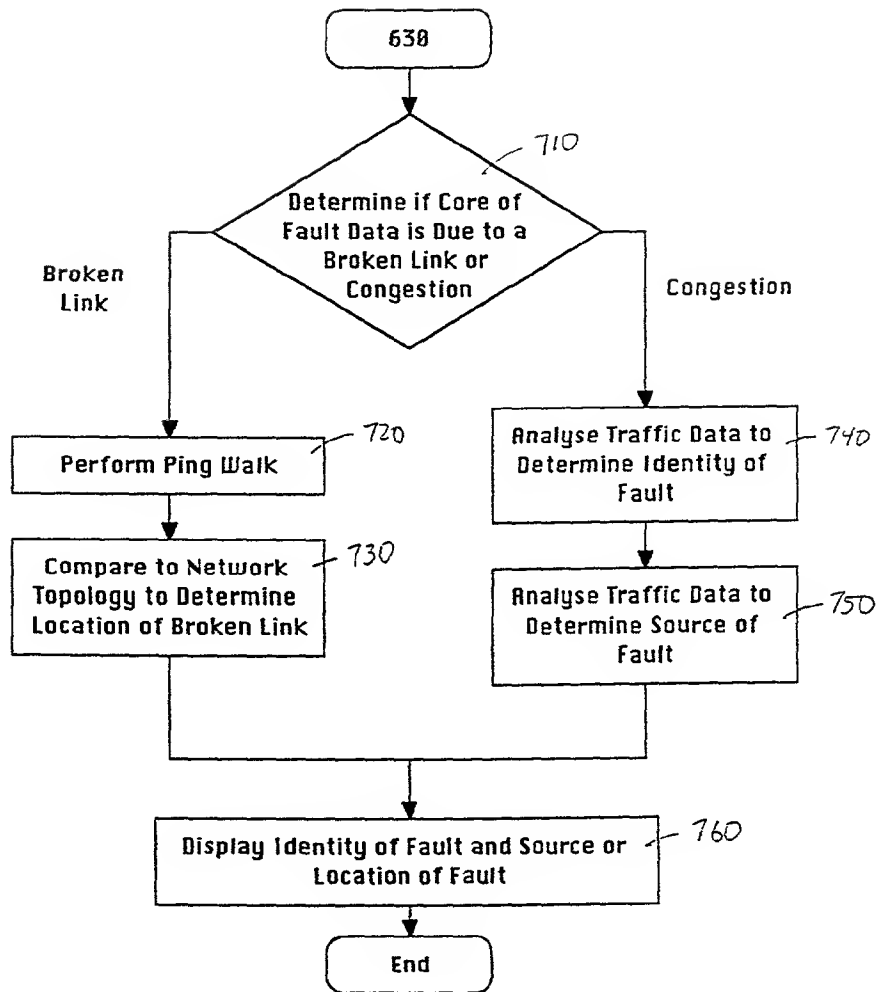 630
710
Determine if Core of
Fault Data is Due to a
Broken Link or
Congestion
Broken
Link
Congestion
720
Perform Ping Walk
730
Compare to Network
Topology to Determine
Location of Broken Link
Analyse Traffic Data to
Determine Identity of
Fault
740
Analyse Traffic Data to
Determine Source of
Fault
750
760
Display Identity of Fault and Source or
Location of Fault
End